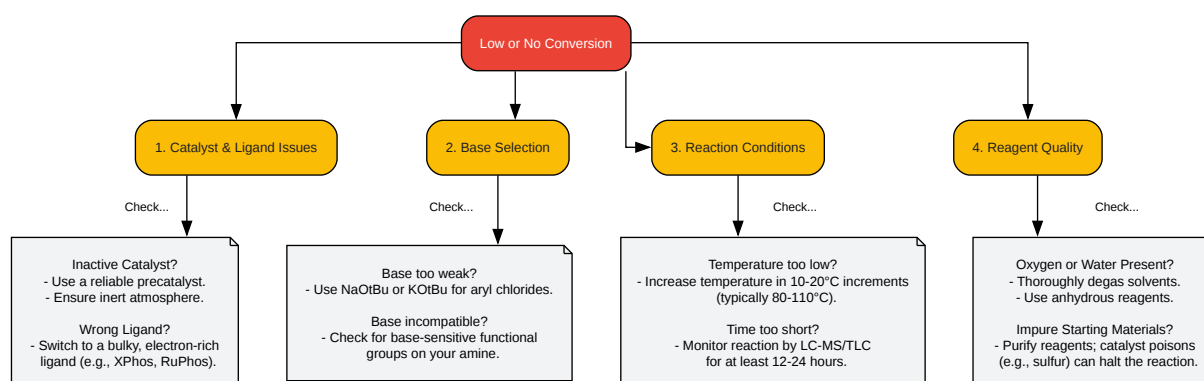 Low or No Conversion
1. Catalyst & Ligand Issues
2. Base Selection
3. Reaction Conditions
4. Reagent Quality
Check...
Check...
Check...
Check...
Inactive Catalyst?
- Use a reliable precatalyst.
- Ensure inert atmosphere.
Wrong Ligand?
- Switch to a bulky, electron-rich
ligand (e.g., XPhos, RuPhos).
Base too weak?
- Use NaOtBu or KOtBu for aryl chlorides.
Base incompatible?
- Check for base-sensitive functional
groups on your amine.
Temperature too low?
- Increase temperature in 10-20°C increments
(typically 80-110°C).
Time too short?
- Monitor reaction by LC-MS/TLC
for at least 12-24 hours.
Oxygen or Water Present?
- Thoroughly degas solvents.
- Use anhydrous reagents.
Impure Starting Materials?
- Purify reagents; catalyst poisons
(e.g., sulfur) can halt the reaction.